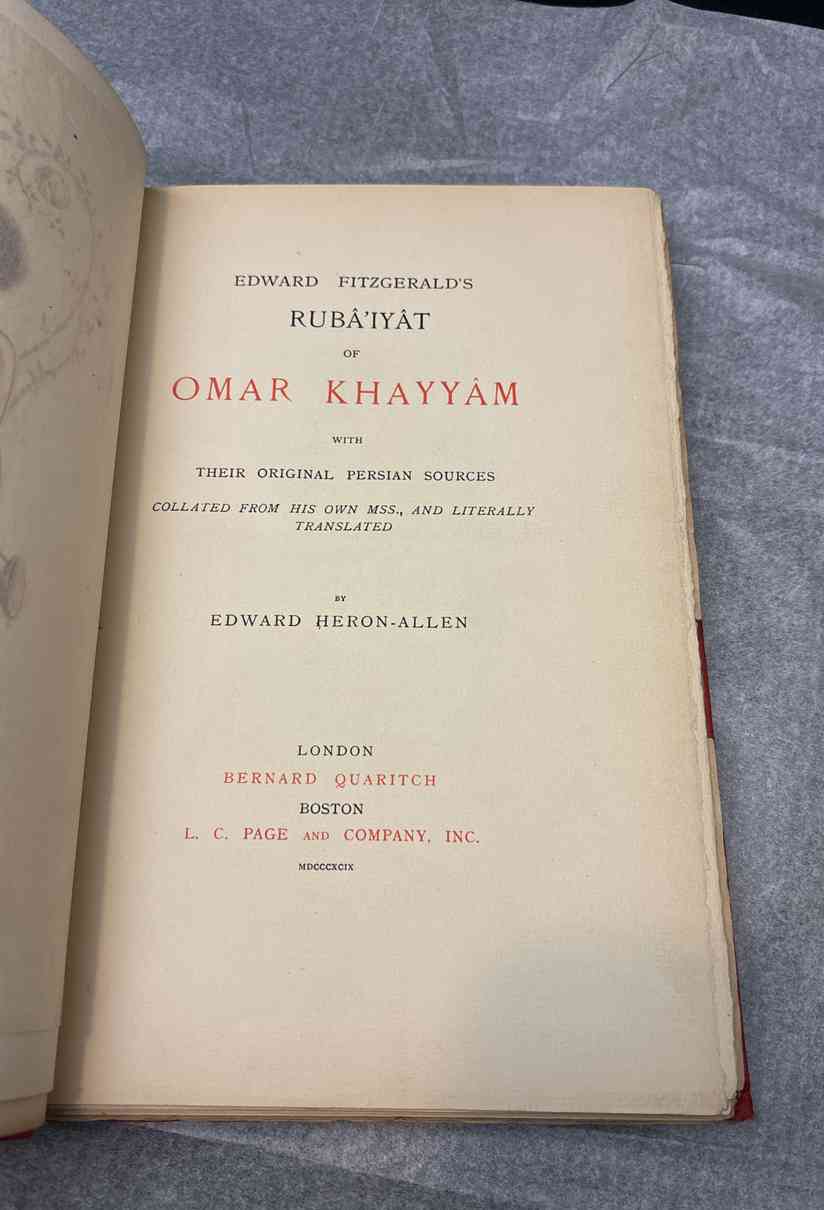 EDWARD FITZGERALD'S
RUBÂ'IYÂT
OF
OMAR KHAYYÂM
WITH
THEIR ORIGINAL PERSIAN SOURCES
COLLATED FROM HIS OWN MSS., AND LITERALLY
TRANSLATED
BY
EDWARD HERON-ALLEN
LONDON
BERNARD QUARITCH
BOSTON
L. C. PAGE AND COMPANY, INC.
MDCCCXCIX